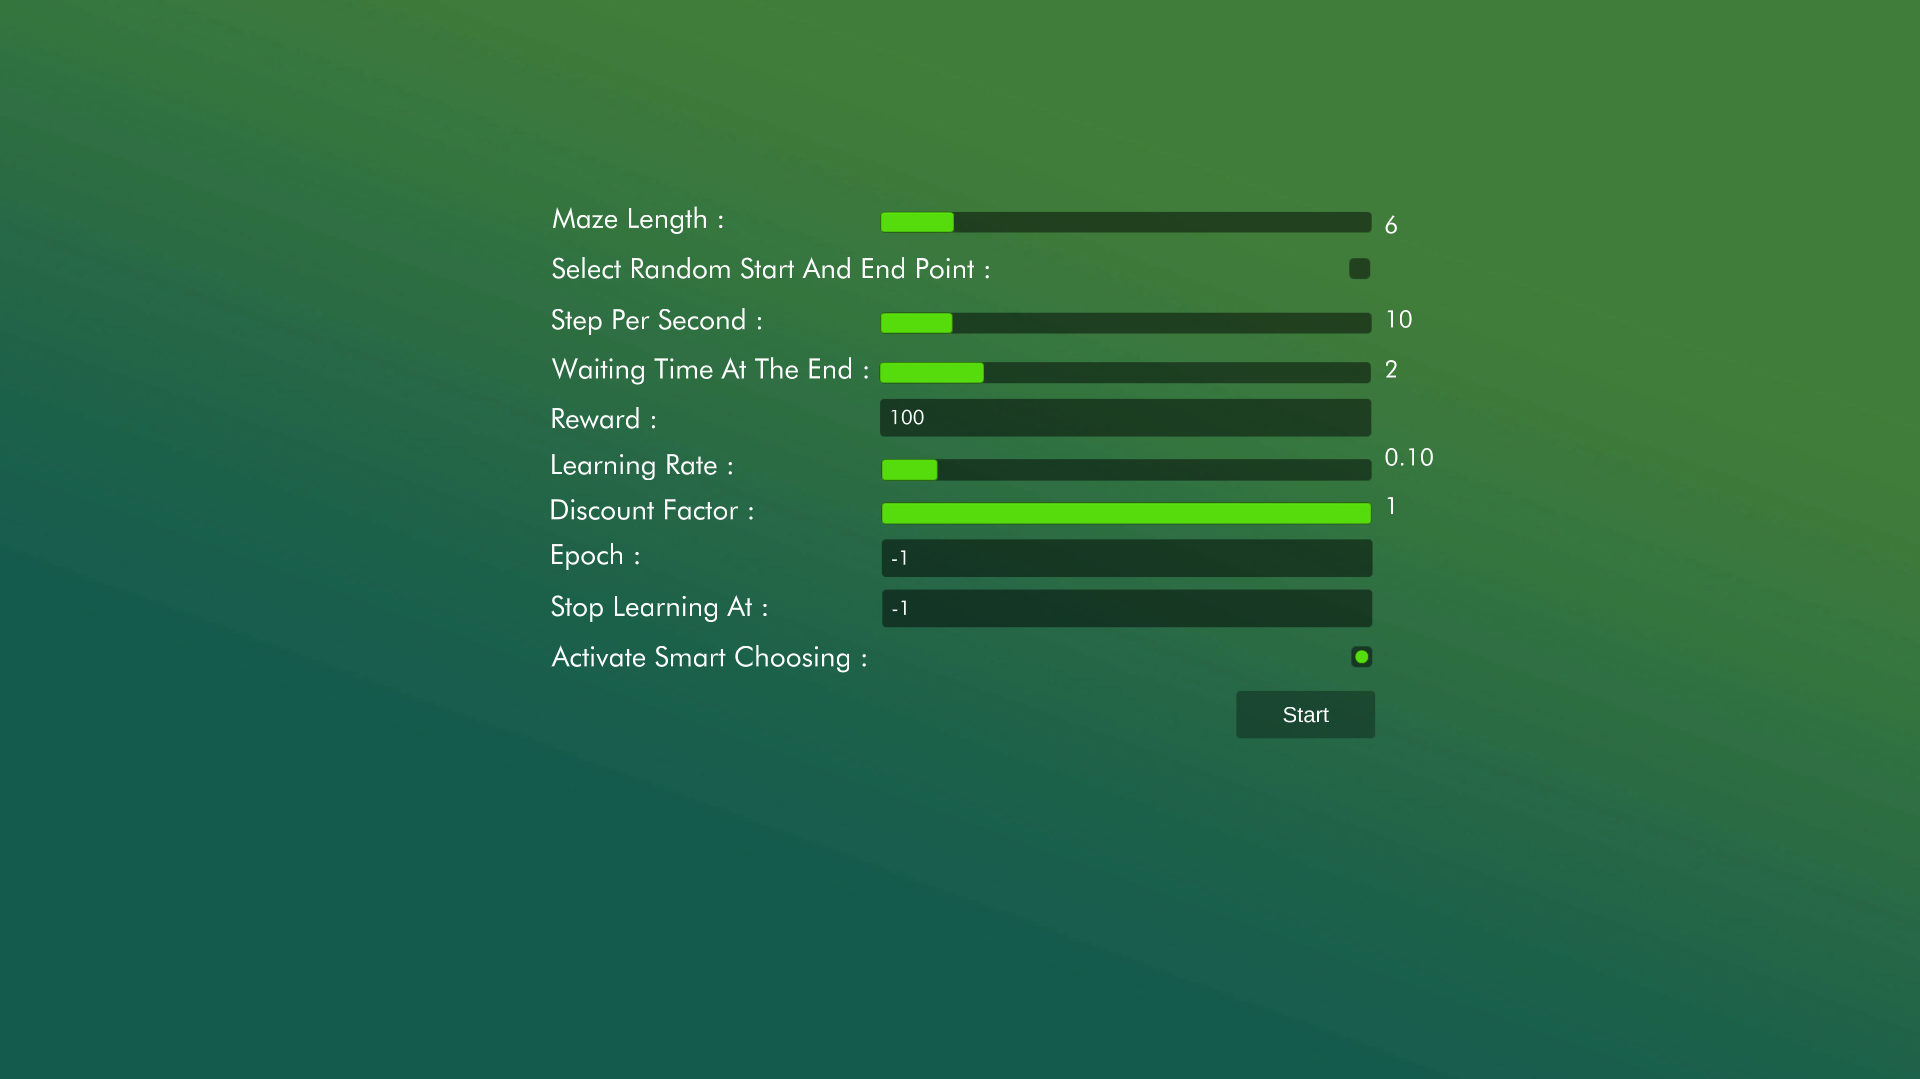 Maze Length : 6
Select Random Start And End Point :
Step Per Second : 10
Waiting Time At The End : 2
Reward : 100
Learning Rate : 0.10
Discount Factor : 1
Epoch : -1
Stop Learning At : -1
Activate Smart Choosing :
Start